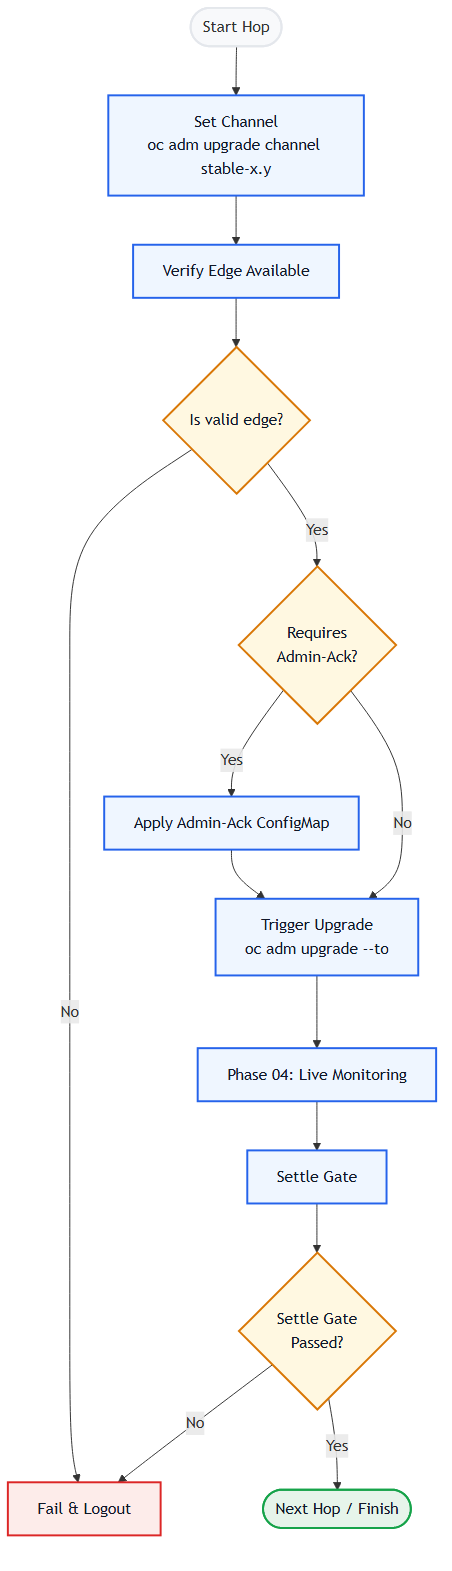 Start Hop
Set Channel
oc adm upgrade channel
stable-x.y
Verify Edge Available
Is valid edge?
Yes
Requires
Admin-Ack?
Yes
Apply Admin-Ack ConfigMap
No
Trigger Upgrade
oc adm upgrade --to
No
Phase 04: Live Monitoring
Settle Gate
Settle Gate
Passed?
No
Yes
Fail & Logout
Next Hop / Finish